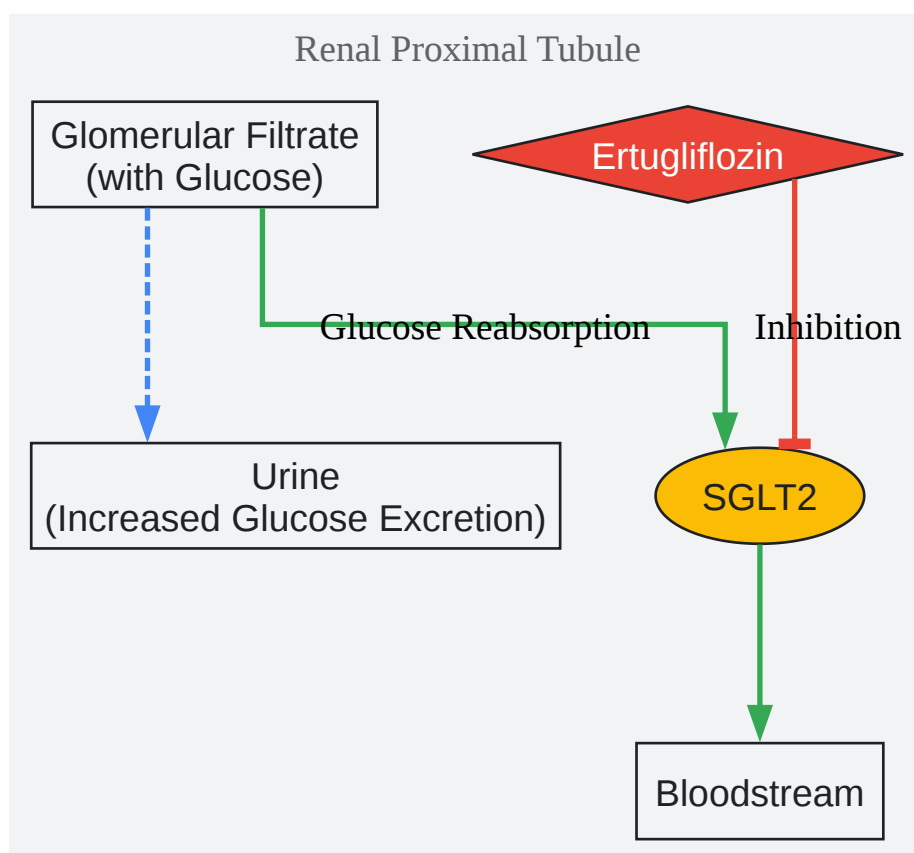 Renal Proximal Tubule
Glomerular Filtrate
(with Glucose)
Ertugliflozin
Glucose Reabsorption
Inhibition
Urine
(Increased Glucose Excretion)
SGLT2
Bloodstream